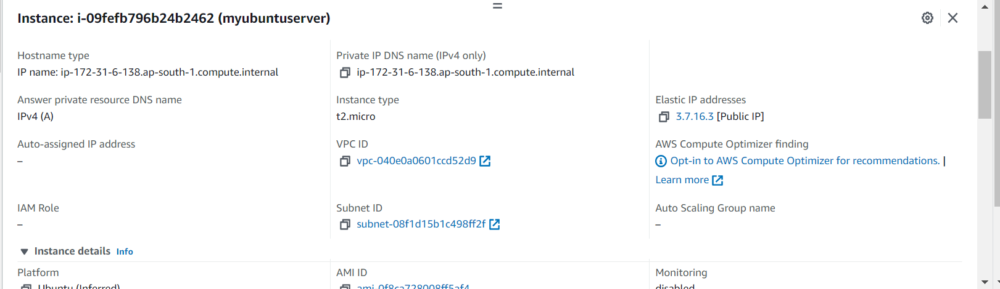 Instance: i-09fefb796b24b2462 (myubuntuserver)
Hostname type
IP name: ip-172-31-6-138.ap-south-1.compute.internal
Private IP DNS name (IPv4 only)
ip-172-31-6-138.ap-south-1.compute.internal
Answer private resource DNS name
IPv4 (A)
Instance type
t2.micro
Elastic IP addresses
3.7.16.3 [Public IP]
Auto-assigned IP address
–
VPC ID
vpc-040e0a0601ccd52d9
AWS Compute Optimizer finding
Opt-in to AWS Compute Optimizer for recommendations. |
Learn more
IAM Role
–
Subnet ID
subnet-08f1d15b1c498ff2f
Auto Scaling Group name
–
Instance details Info
Platform
Ubuntu (Inferred)
AMI ID
ami-0f8ca728008ff5af4
Monitoring
disabled